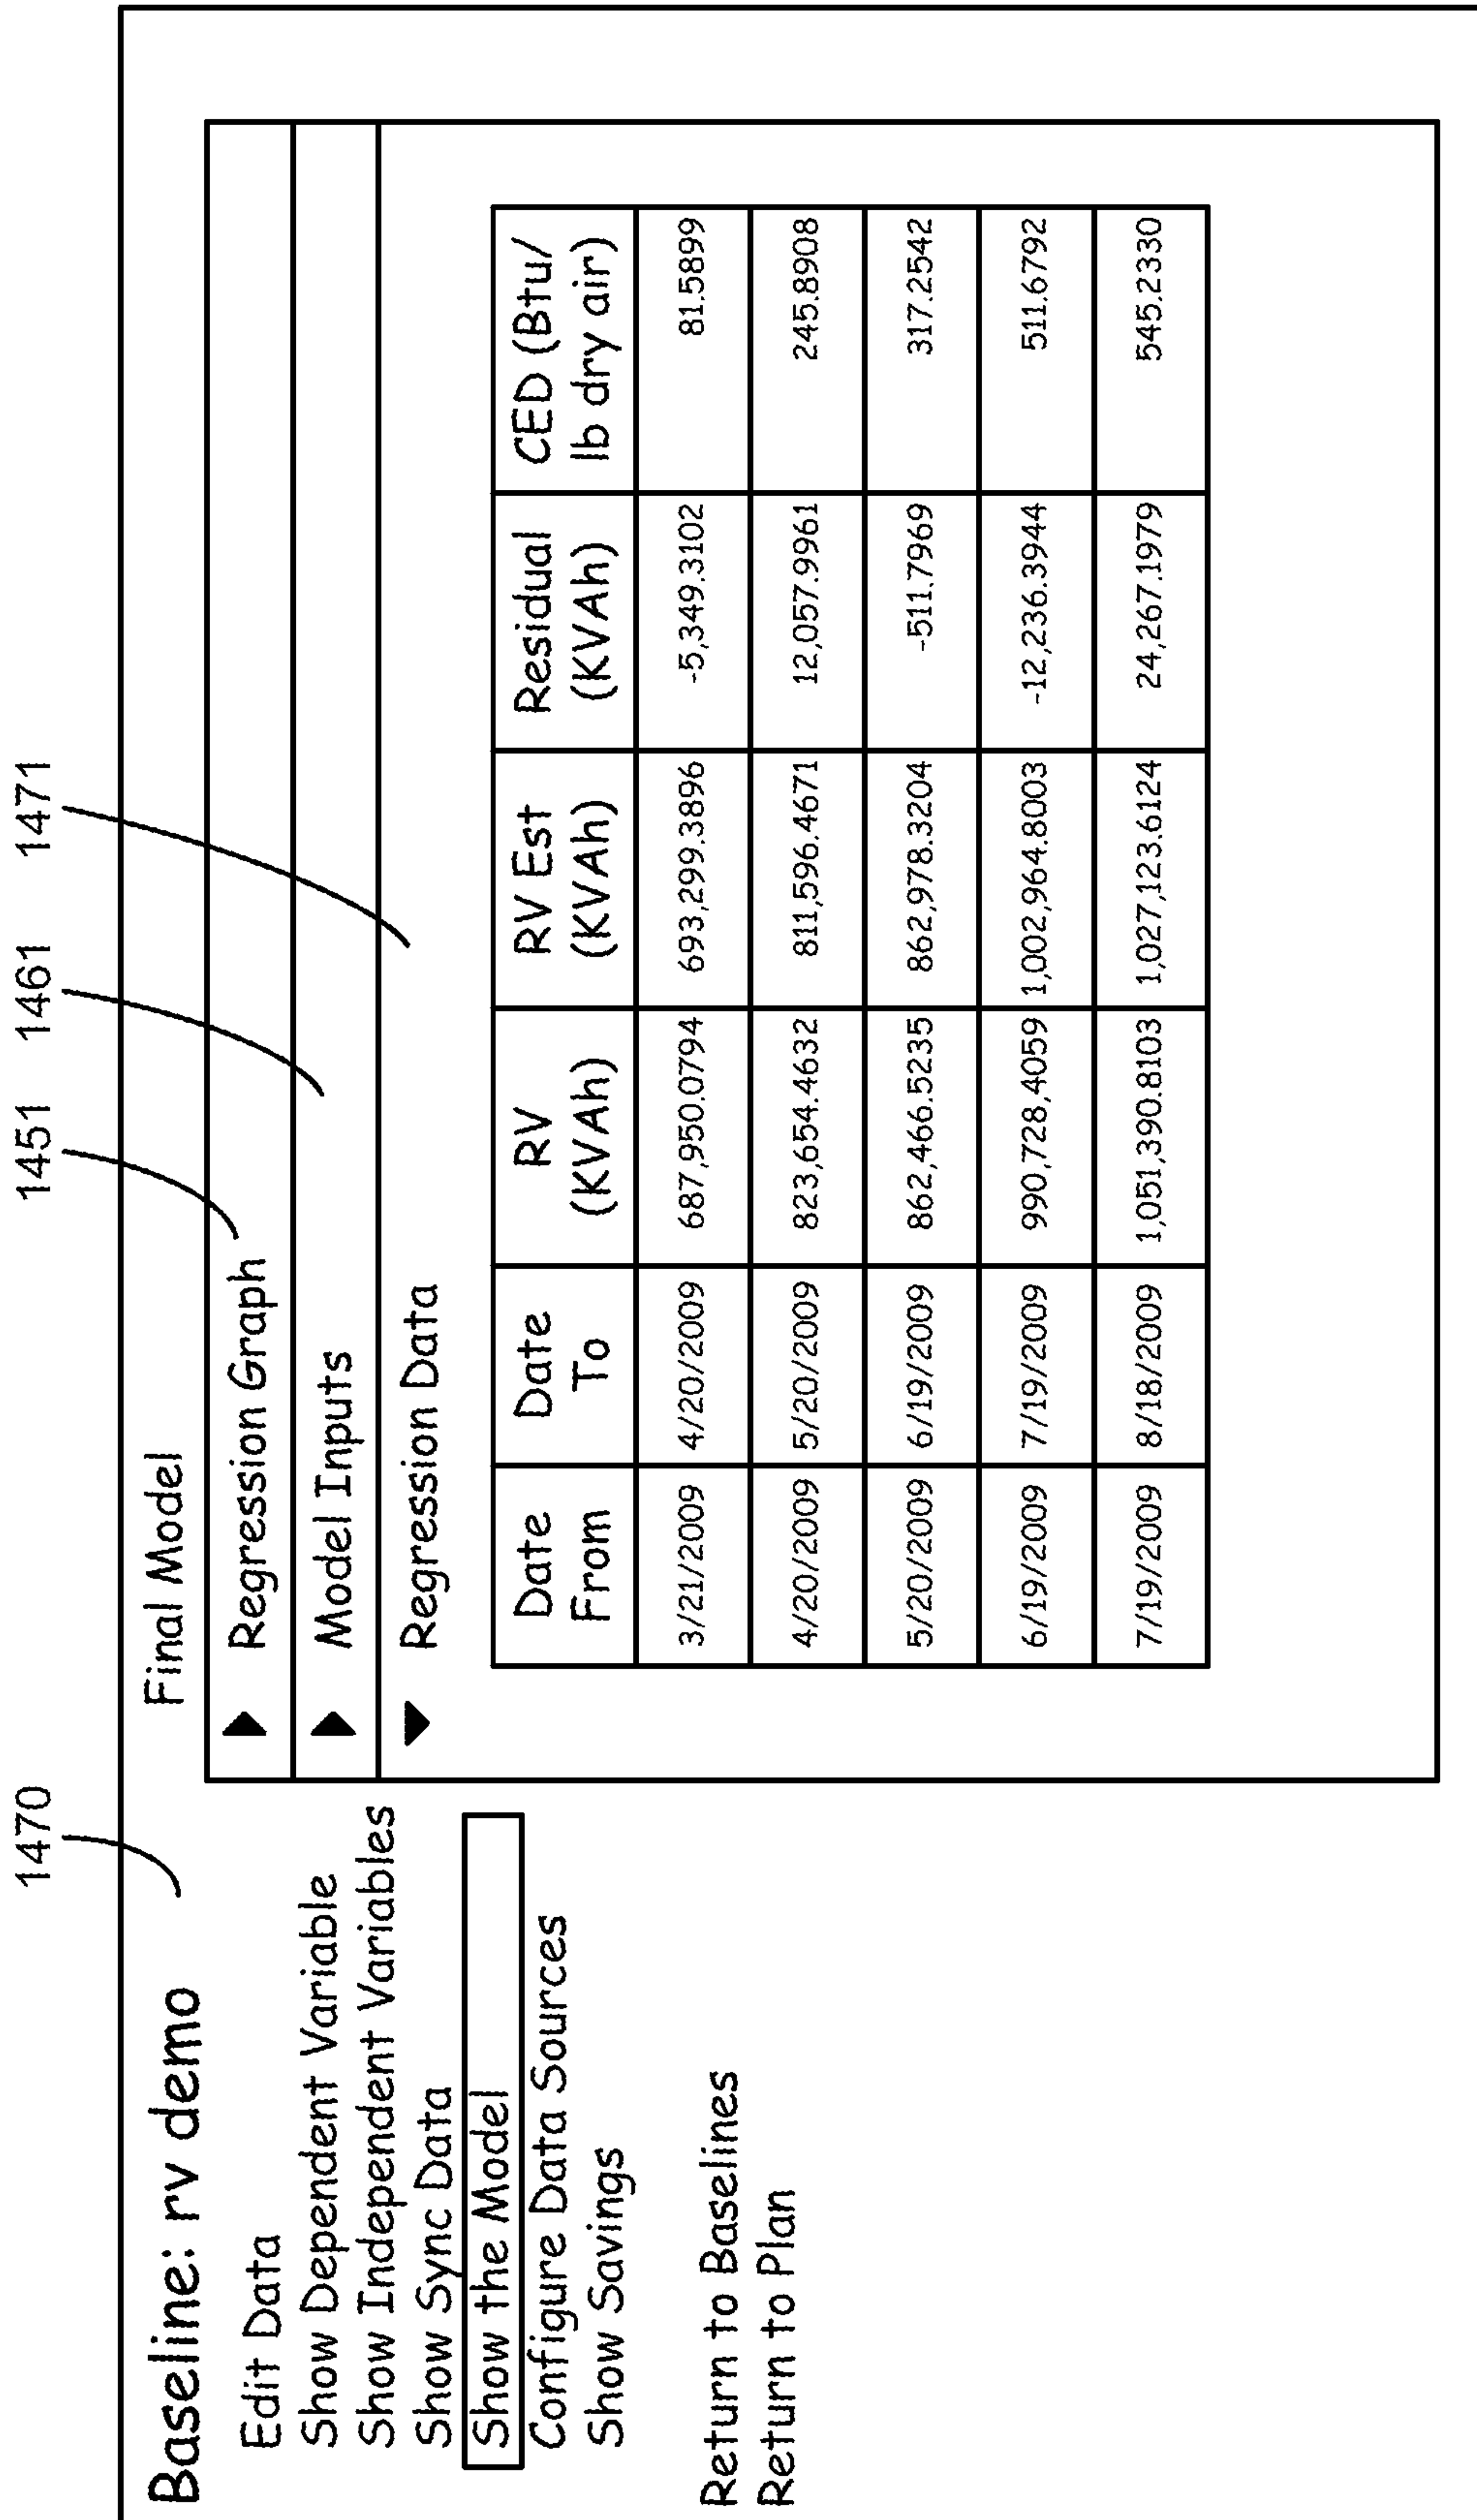 1470
1451
1461
1471
Baseline: rv demo
Edit Data
Show Dependent Variable
Show Independent Variables
Show Sync Data
Show the Model
Configure Data Sources
Show Savings
Return to Baselines
Return to Plan
Final Model
Regression Graph
Model Inputs
Regression Data
Date From	Date To	RV (KVAh)	RV Est (KVAh)	Residual (KVAh)	CED (Btu/ lb dry air)
3/21/2009	4/20/2009	687,950.0794	693,299.3896	-5,349.3102	81.5899
4/20/2009	5/20/2009	823,654.4632	811,596.4671	12,057.9961	245.8908
5/20/2009	6/19/2009	862,466.5235	862,978.3204	-511.7969	317.2542
6/19/2009	7/19/2009	990,728,4059	1,002,964.8003	-12,236.3944	511.6792
7/19/2009	8/18/2009	1,051,390.8103	1,027,123.6124	24,267.1979	545.2330